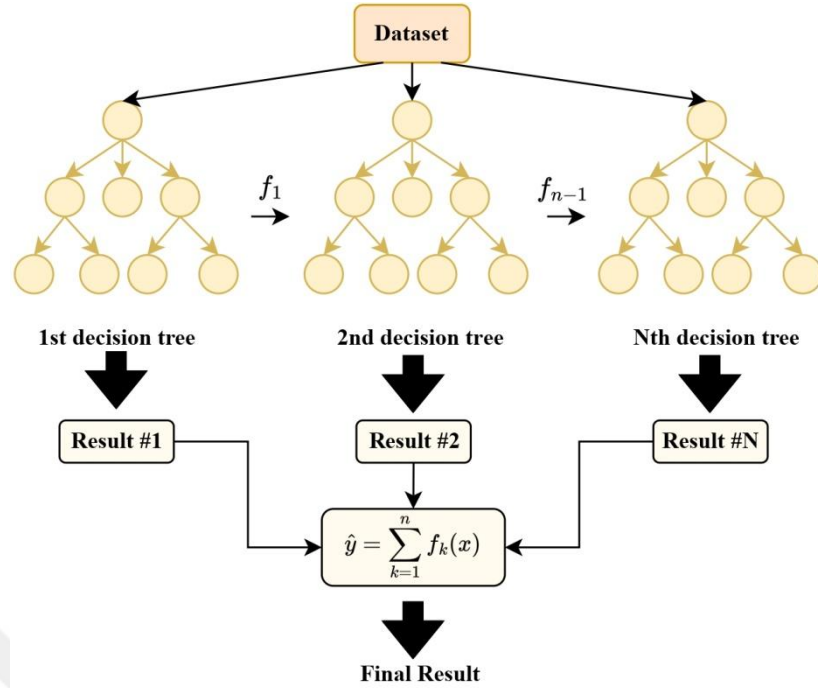 Dataset
f₁
fₙ₋₁
1st decision tree
2nd decision tree
Nth decision tree
Result #1
Result #2
Result #N
ŷ = ∑ₖ₌₁ⁿ fₖ(x)
Final Result